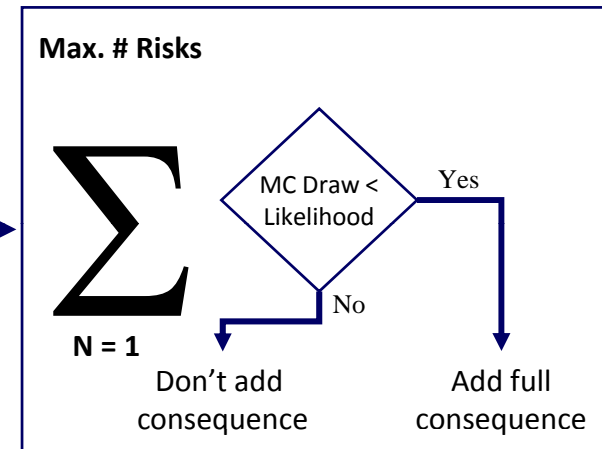 Max. # Risks
∑
MC Draw <
Likelihood
Yes
No
N = 1
Don’t add
consequence
Add full
consequence